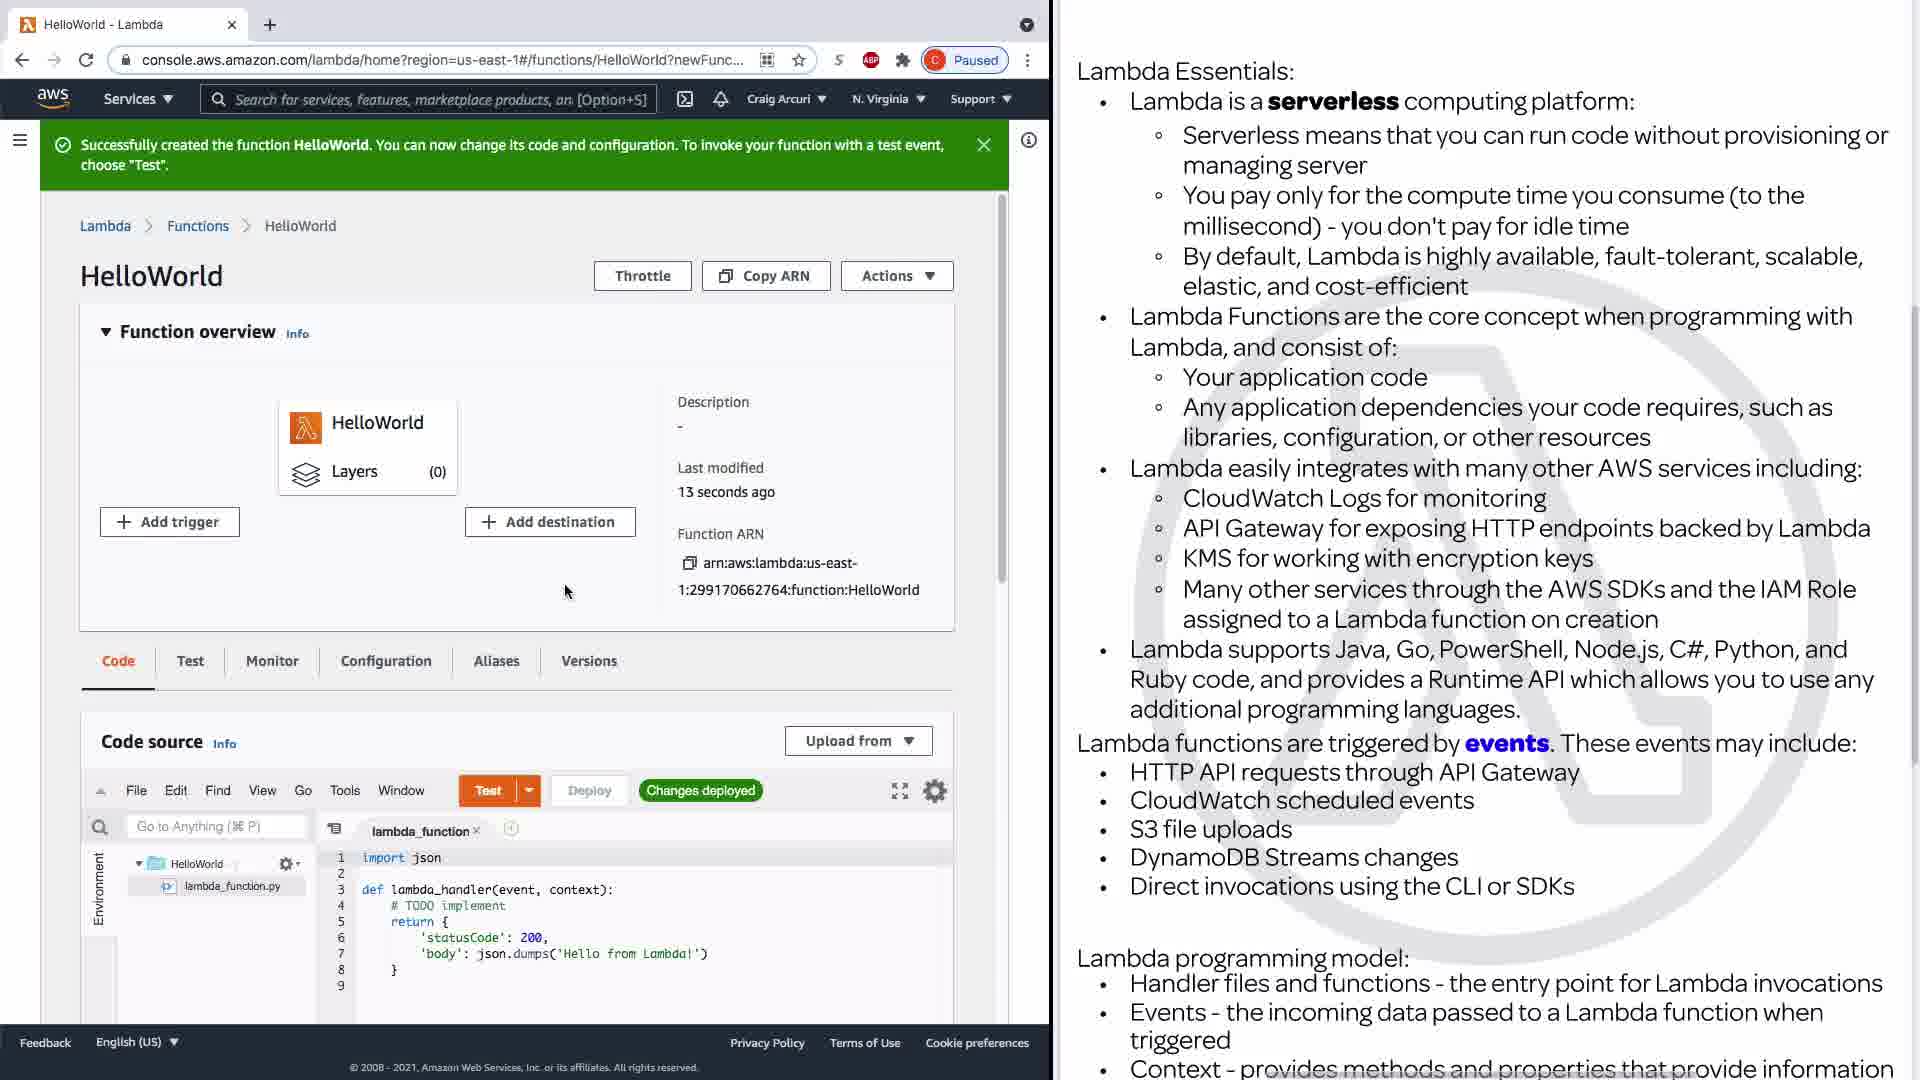 HelloWorld - Lambda
console.aws.amazon.com/lambda/home?region=us-east-1#/functions/HelloWorld?newFunc...
S
ABP
C Paused
aws Services Search for services, features, marketplace products, an [Option+S] Craig Arcuri N. Virginia Support
Successfully created the function HelloWorld. You can now change its code and configuration. To invoke your function with a test event,
choose "Test".
Lambda Functions HelloWorld
HelloWorld
Throttle Copy ARN Actions
Function overview Info
HelloWorld
Layers (0)
+ Add trigger
+ Add destination
Description
-
Last modified
13 seconds ago
Function ARN
arn:aws:lambda:us-east-
1:299170662764:function:HelloWorld
Code Test Monitor Configuration Aliases Versions
Code source Info
Upload from
File Edit Find View Go Tools Window Test Deploy Changes deployed
Go to Anything (⌘ P)
lambda_function
Environment
HelloWorld
lambda_function.py
1 import json
2
3 def lambda_handler(event, context):
4 # TODO implement
5 return {
6 'statusCode': 200,
7 'body': json.dumps('Hello from Lambda!')
8 }
9
Feedback English (US) Privacy Policy Terms of Use Cookie preferences
© 2008 - 2021, Amazon Web Services, Inc. or its affiliates. All rights reserved.
Lambda Essentials:
• Lambda is a serverless computing platform:
◦ Serverless means that you can run code without provisioning or
managing server
◦ You pay only for the compute time you consume (to the
millisecond) - you don't pay for idle time
◦ By default, Lambda is highly available, fault-tolerant, scalable,
elastic, and cost-efficient
• Lambda Functions are the core concept when programming with
Lambda, and consist of:
◦ Your application code
◦ Any application dependencies your code requires, such as
libraries, configuration, or other resources
• Lambda easily integrates with many other AWS services including:
◦ CloudWatch Logs for monitoring
◦ API Gateway for exposing HTTP endpoints backed by Lambda
◦ KMS for working with encryption keys
◦ Many other services through the AWS SDKs and the IAM Role
assigned to a Lambda function on creation
• Lambda supports Java, Go, PowerShell, Node.js, C#, Python, and
Ruby code, and provides a Runtime API which allows you to use any
additional programming languages.
Lambda functions are triggered by events. These events may include:
• HTTP API requests through API Gateway
• CloudWatch scheduled events
• S3 file uploads
• DynamoDB Streams changes
• Direct invocations using the CLI or SDKs
Lambda programming model:
• Handler files and functions - the entry point for Lambda invocations
• Events - the incoming data passed to a Lambda function when
triggered
• Context - provides methods and properties that provide information